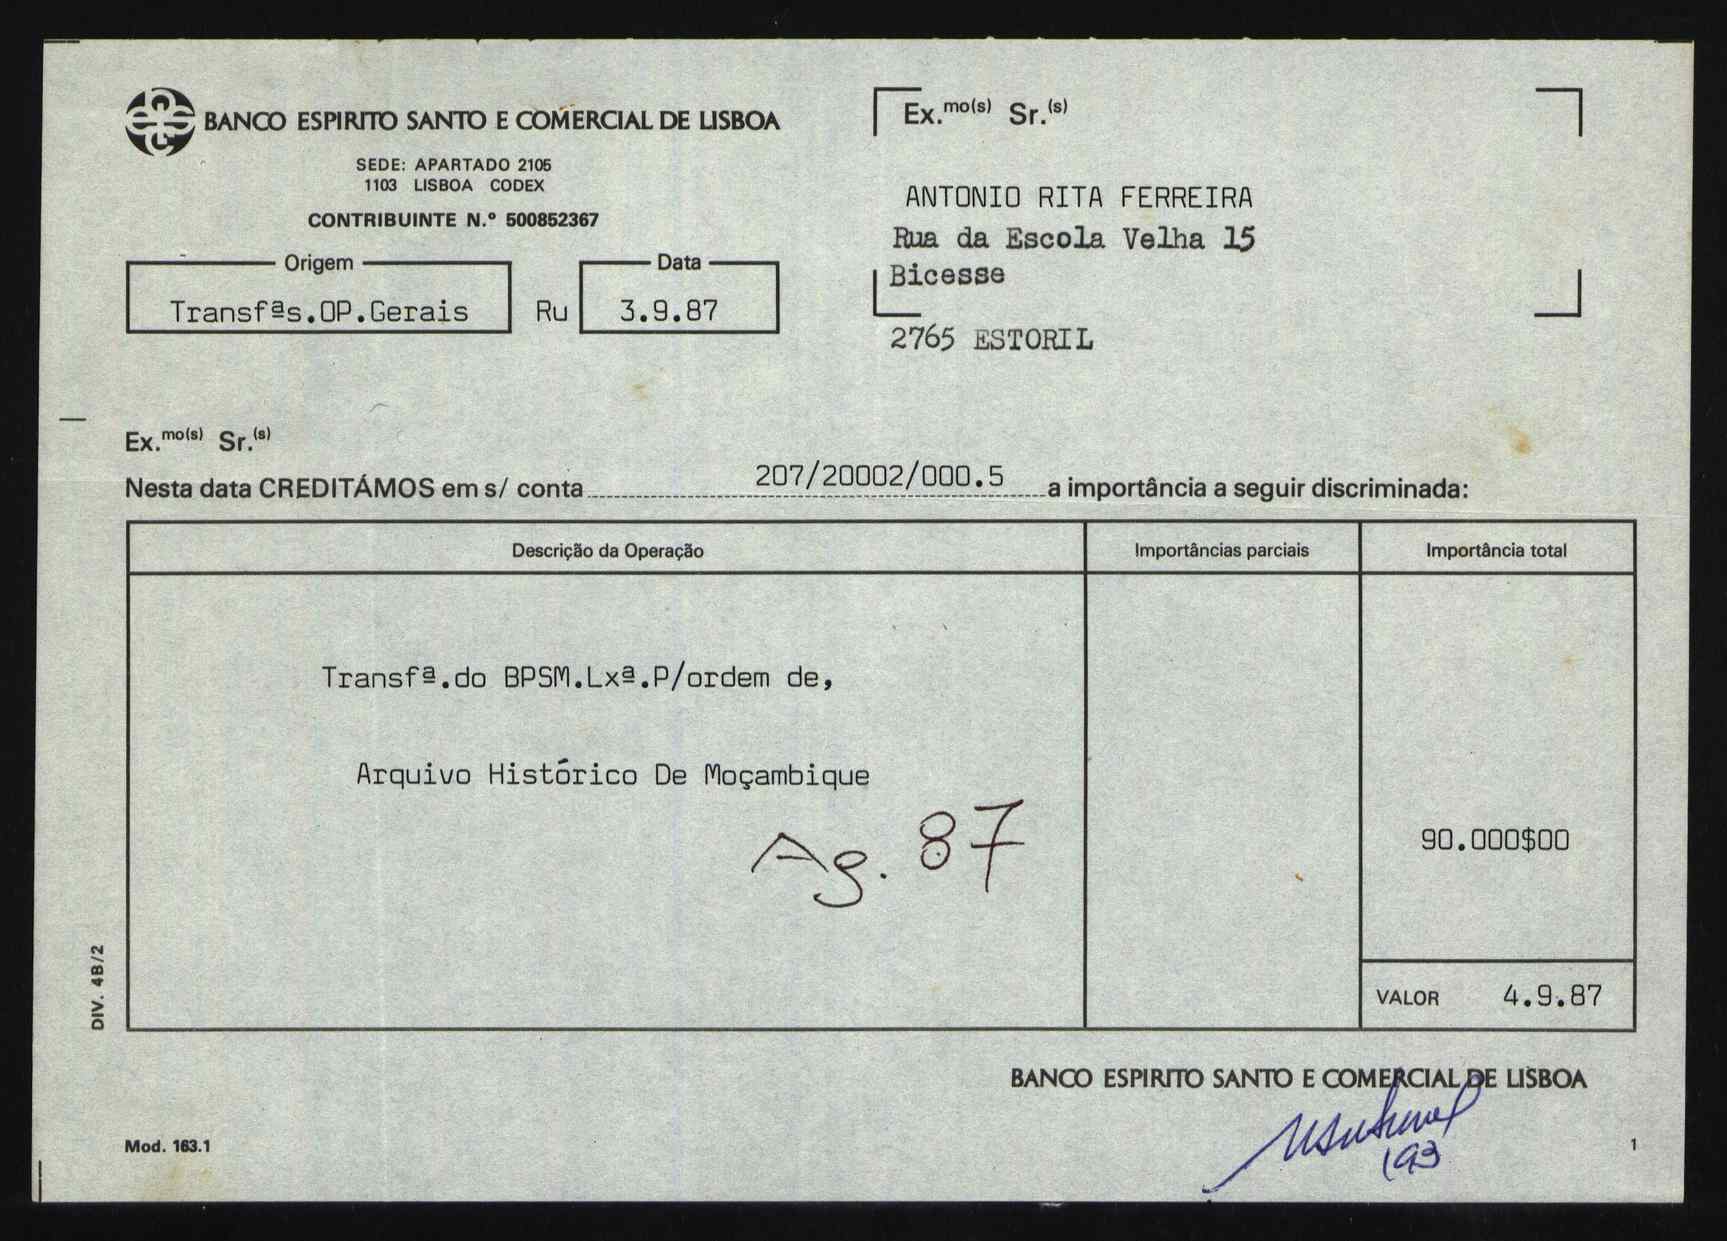 BANCO ESPIRITO SANTO E COMERCIAL DE LISBOA
SEDE: APARTADO 2105
1103 LISBOA CODEX
CONTRIBUINTE N.º 500852367
Origem
Transfªs.OP.Gerais
Ru
Data
3.9.87
Ex.mo(s) Sr.(s)
ANTONIO RITA FERREIRA
Rua da Escola Velha 15
Bicesse
2765 ESTORIL
Ex.mo(s) Sr.(s)
Nesta data CREDITÁMOS em s/ conta 207/20002/000.5 a importância a seguir discriminada:
Descrição da Operação Importâncias parciais Importância total
Transfª.do BPSM.Lxª.P/ordem de,
Arquivo Histórico De Moçambique
Ag. 87
90.000$00
VALOR 4.9.87
DIV. 4B/2
BANCO ESPIRITO SANTO E COMERCIAL DE LISBOA
193
Mod. 163.1
1